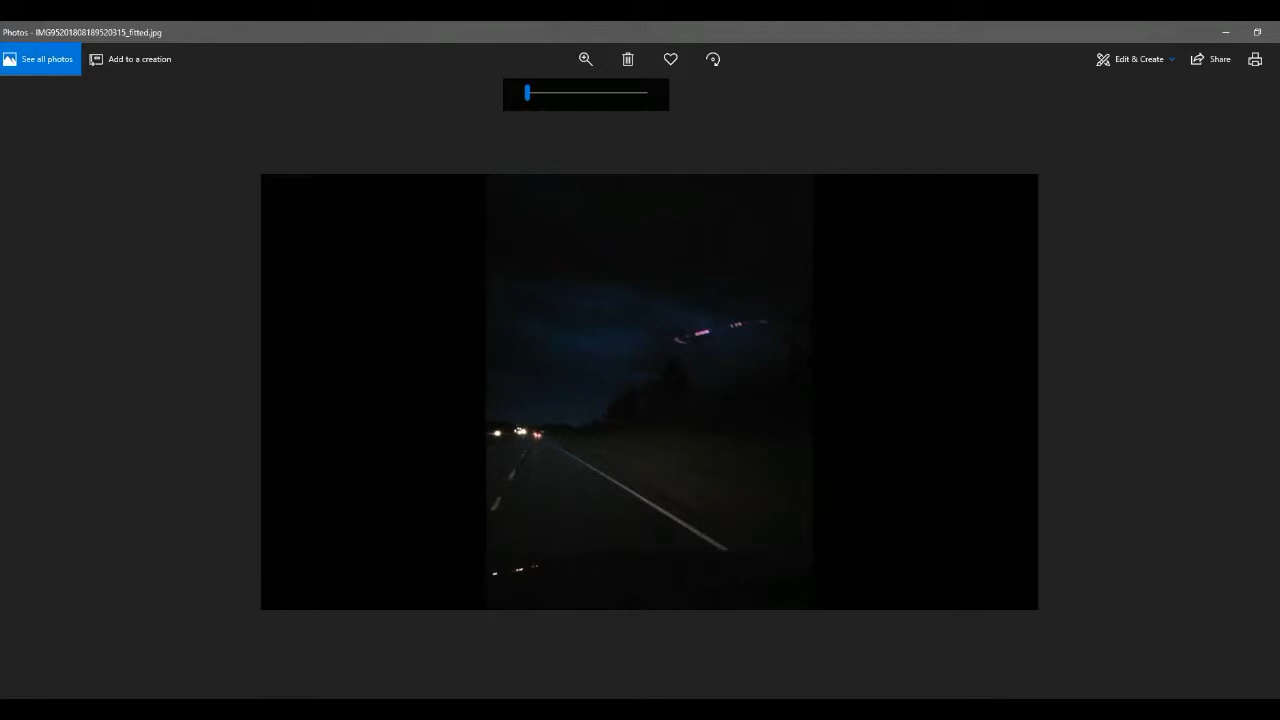 Photos - IMG95201808189520315_fitted.jpg
See all photos
Add to a creation
Edit & Create
Share